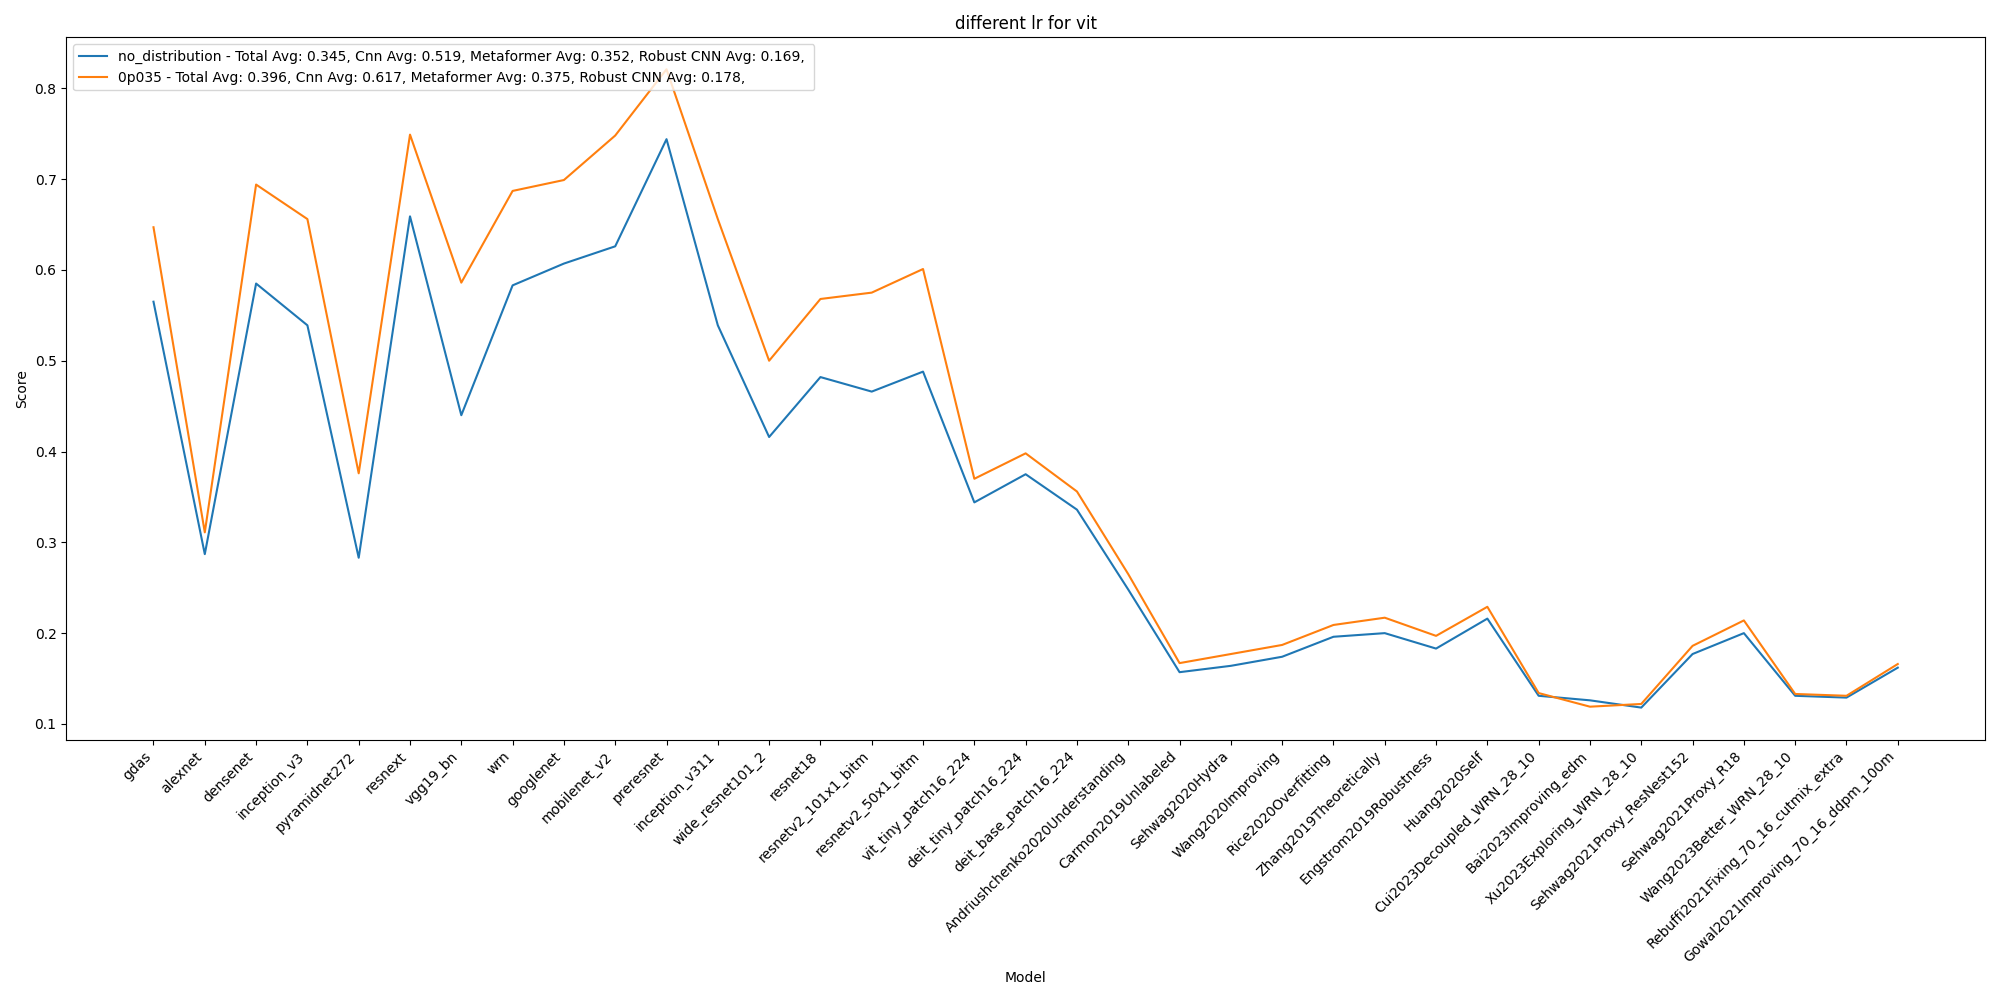 different lr for vit
no_distribution - Total Avg: 0.345, Cnn Avg: 0.519, Metaformer Avg: 0.352, Robust CNN Avg: 0.169,
0p035 - Total Avg: 0.396, Cnn Avg: 0.617, Metaformer Avg: 0.375, Robust CNN Avg: 0.178,
Score
0.8
0.7
0.6
0.5
0.4
0.3
0.2
0.1
gdas
alexnet
densenet
inception_v3
pyramidnet272
resnext
vgg19_bn
wrn
googlenet
mobilenet_v2
preresnet
inception_v311
wide_resnet101_2
resnet18
resnetv2_101x1_bitm
resnetv2_50x1_bitm
vit_tiny_patch16_224
deit_tiny_patch16_224
deit_base_patch16_224
Andriushchenko2020Understanding
Carmon2019Unlabeled
Sehwag2020Hydra
Wang2020Improving
Rice2020Overfitting
Zhang2019Theoretically
Engstrom2019Robustness
Huang2020Self
Cui2023Decoupled_WRN_28_10
Bai2023Improving_edm
Xu2023Exploring_WRN_28_10
Sehwag2021Proxy_ResNest152
Sehwag2021Proxy_R18
Wang2023Better_WRN_28_10
Rebuffi2021Fixing_70_16_cutmix_extra
Gowal2021Improving_70_16_ddpm_100m
Model